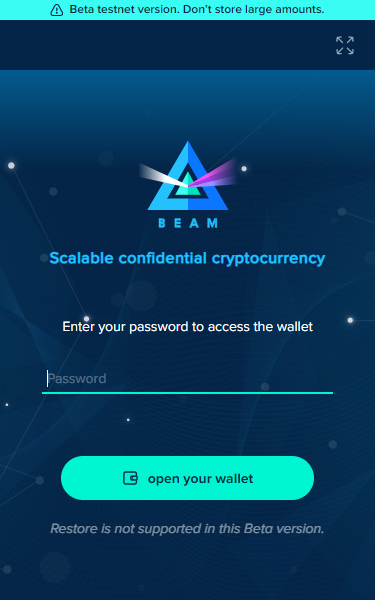 Beta testnet version. Don't store large amounts.
BEAM
Scalable confidential cryptocurrency
Enter your password to access the wallet
Password
open your wallet
Restore is not supported in this Beta version.